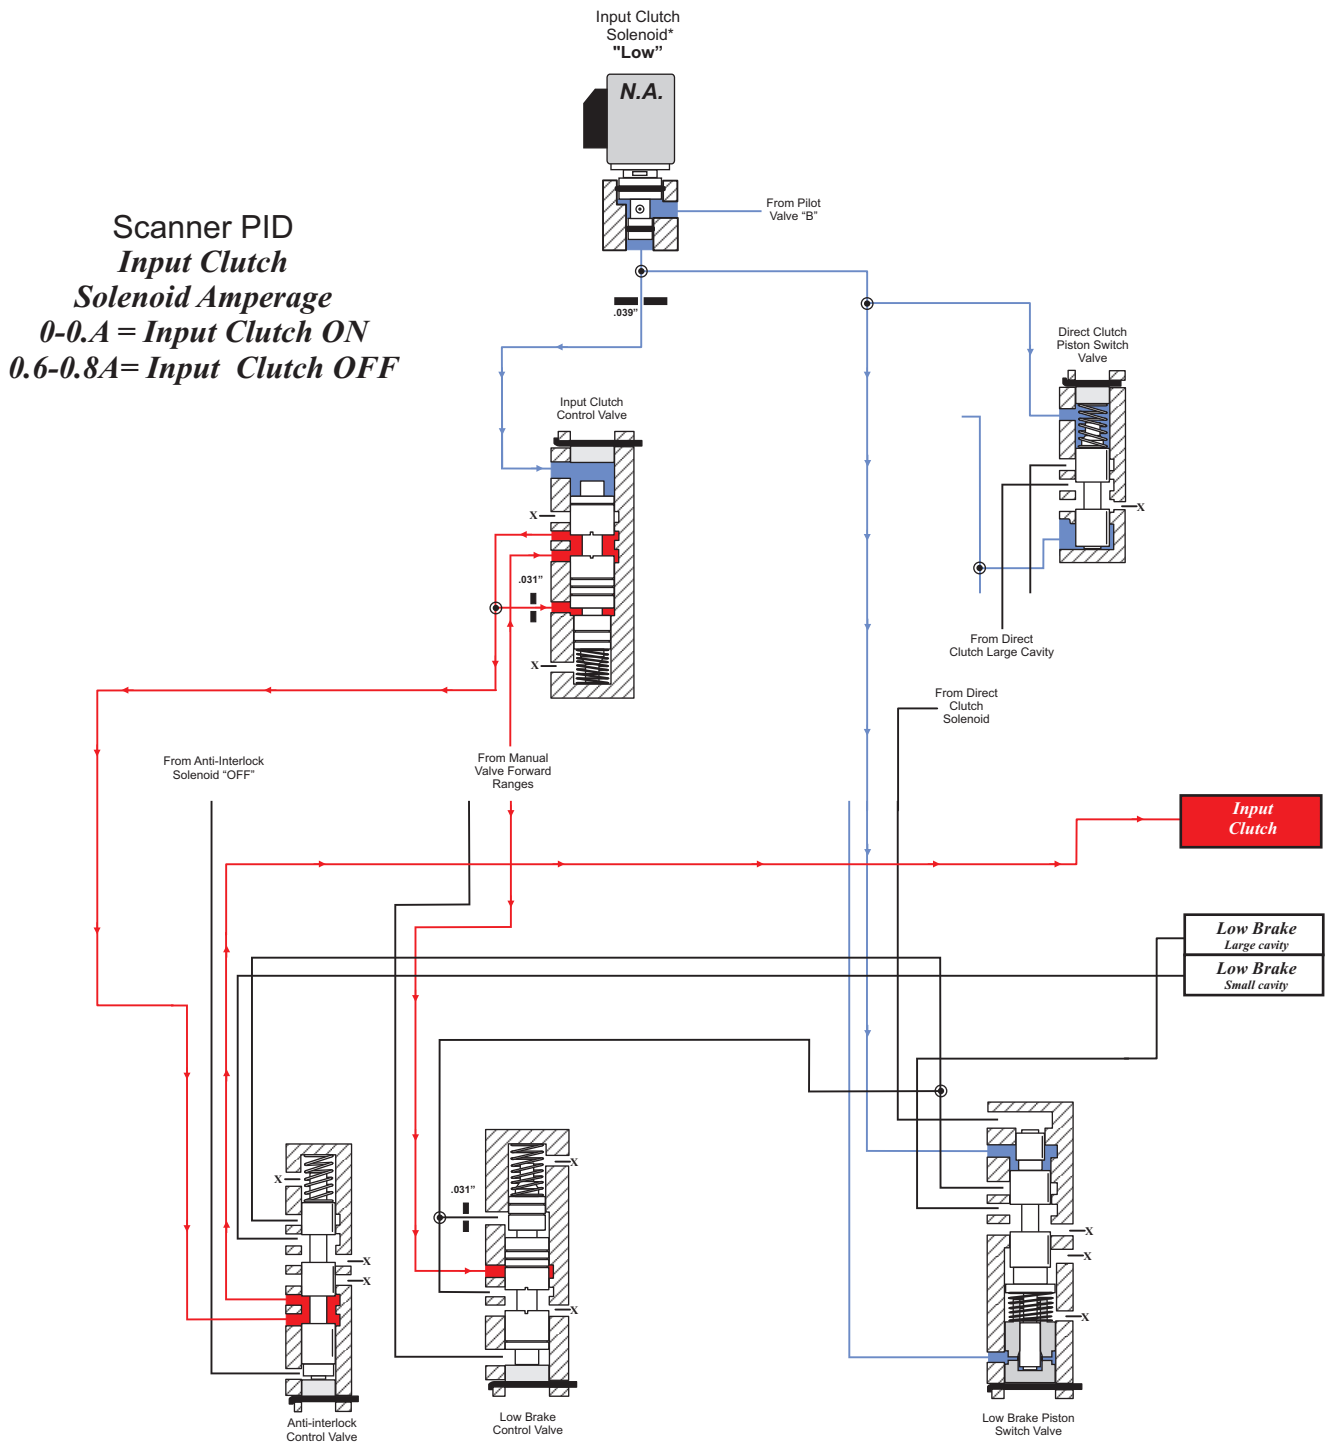 Input Clutch
Solenoid*
"Low”
N.A.
From Pilot
Valve “B”
Scanner PID
Input Clutch
Solenoid Amperage
0-0.A = Input Clutch ON
0.6-0.8A= Input Clutch OFF
.039”
Direct Clutch
Piston Switch
Valve
Input Clutch
Control Valve
X
X
.031”
X
From Direct
Clutch Large Cavity
From Direct
Clutch
Solenoid
From Anti-Interlock
Solenoid “OFF”
From Manual
Valve Forward
Ranges
Input
Clutch
Low Brake
Large cavity
Low Brake
Small cavity
X
X
.031”
X
X
X
X
X
X
X
Anti-interlock
Control Valve
Low Brake
Control Valve
Low Brake Piston
Switch Valve